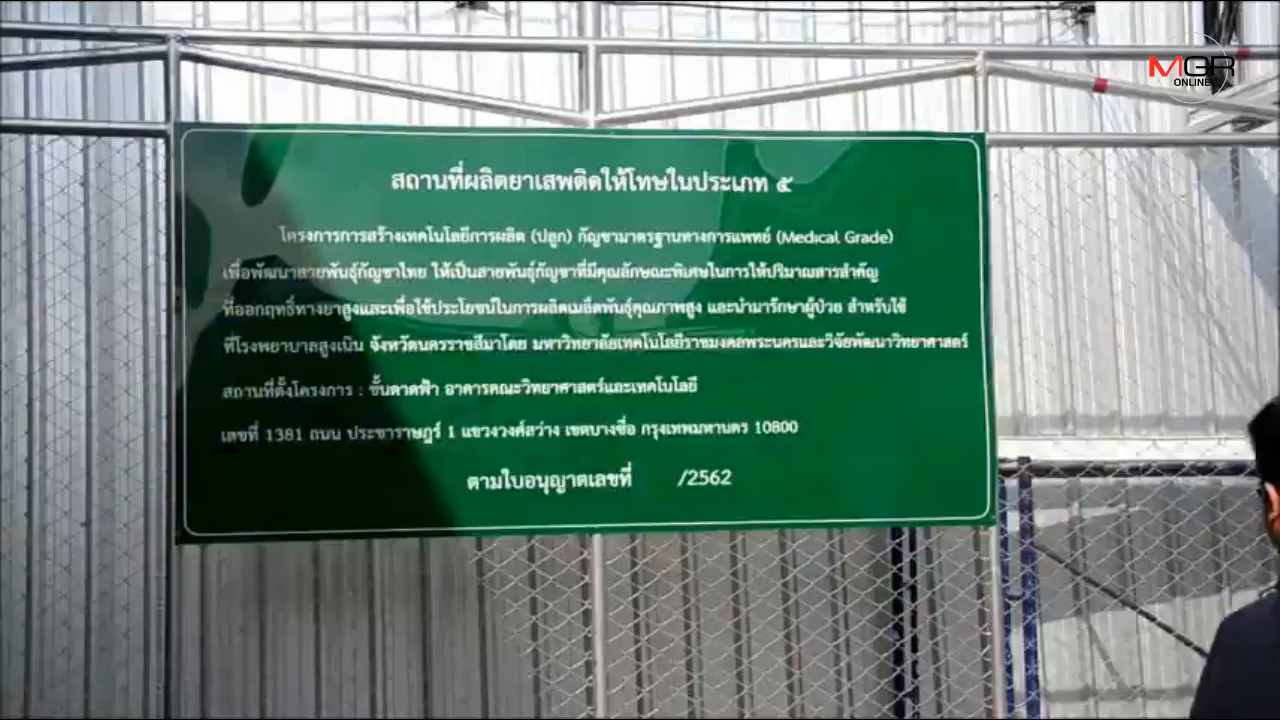 MGR
ONLINE
สถานที่ผลิตยาเสพติดให้โทษในประเภท ๕
โครงการการสร้างเทคโนโลยีการผลิต (ปลูก) กัญชามาตรฐานทางการแพทย์ (Medical Grade)
เพื่อพัฒนาสายพันธุ์กัญชาไทย ให้เป็นสายพันธุ์กัญชาที่มีคุณลักษณะพิเศษในการให้ปริมาณสารสำคัญ
ที่ออกฤทธิ์ทางยาสูงและเพื่อใช้ประโยชน์ในการผลิตเมล็ดพันธุ์คุณภาพสูง และนำมารักษาผู้ป่วย สำหรับใช้
ที่โรงพยาบาลสูงเนิน จังหวัดนครราชสีมาโดย มหาวิทยาลัยเทคโนโลยีราชมงคลพระนครและวิจัยพัฒนาวิทยาศาสตร์
สถานที่ตั้งโครงการ : ชั้นดาดฟ้า อาคารคณะวิทยาศาสตร์และเทคโนโลยี
เลขที่ 1381 ถนน ประชาราษฎร์ 1 แขวงวงศ์สว่าง เขตบางซื่อ กรุงเทพมหานคร 10800
ตามใบอนุญาตเลขที่ /2562